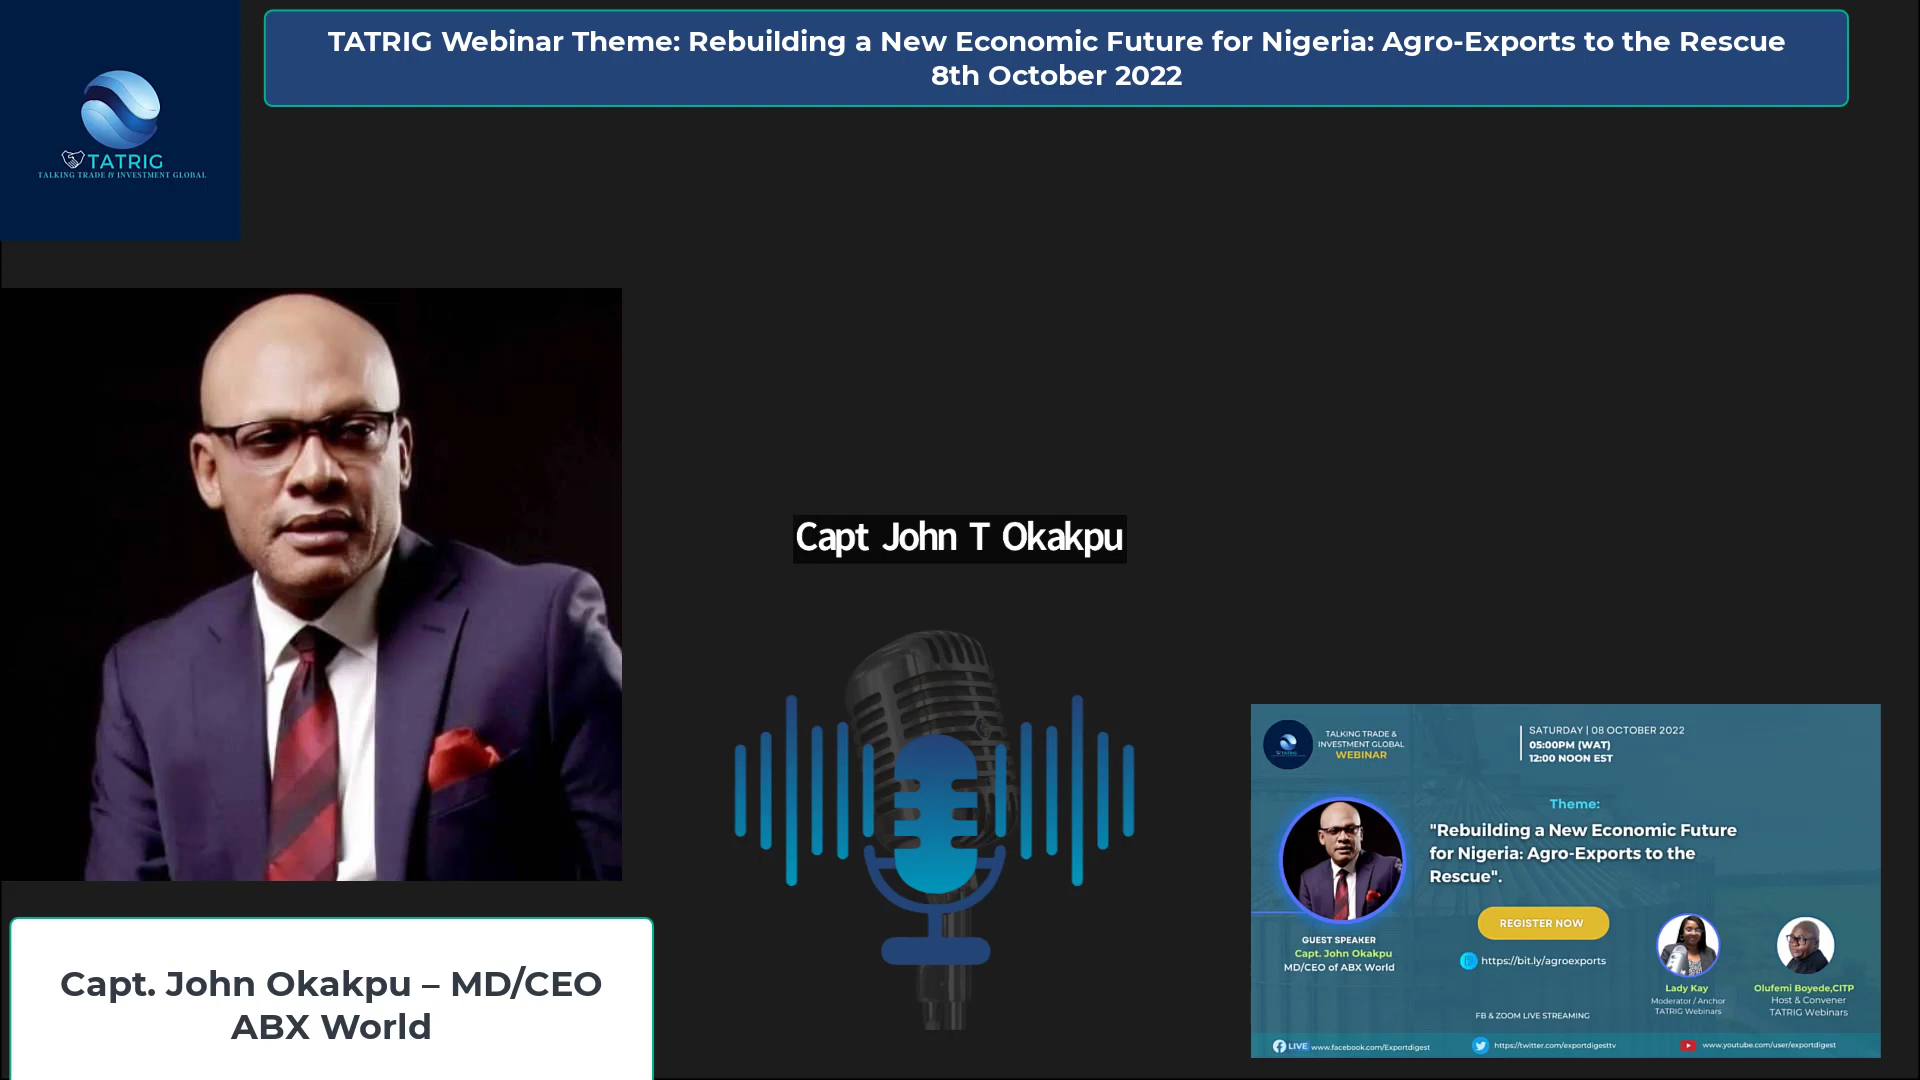 TATRIG Webinar Theme: Rebuilding a New Economic Future for Nigeria: Agro-Exports to the Rescue
8th October 2022
TATRIG
TALKING TRADE & INVESTMENT GLOBAL
Capt John T Okakpu
Capt. John Okakpu – MD/CEO
ABX World
TALKING TRADE &
INVESTMENT GLOBAL
WEBINAR
SATURDAY | 08 OCTOBER 2022
05:00PM (WAT)
12:00 NOON EST
Theme:
"Rebuilding a New Economic Future
for Nigeria: Agro-Exports to the
Rescue".
REGISTER NOW
https://bit.ly/agroexports
GUEST SPEAKER
Capt. John Okakpu
MD/CEO of ABX World
Lady Kay
Moderator / Anchor
TATRIG Webinars
Olufemi Boyede,CITP
Host & Convener
TATRIG Webinars
FB & ZOOM LIVE STREAMING
LIVE www.facebook.com/Exportdigest
https://twitter.com/exportdigesttv
www.youtube.com/user/exportdigest